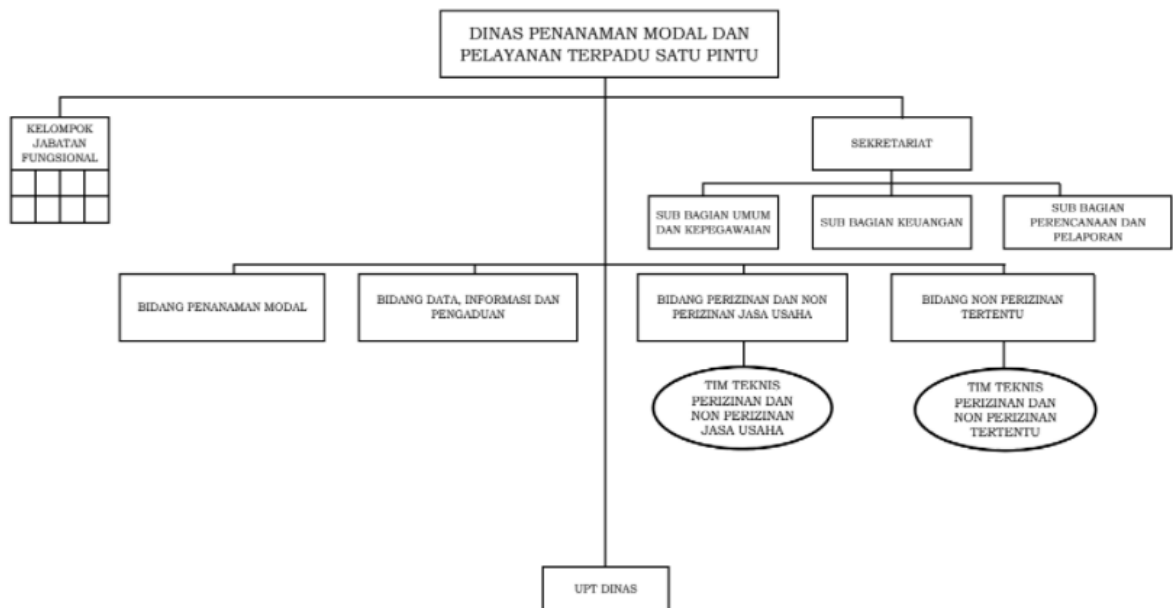 DINAS PENANAMAN MODAL DAN
PELAYANAN TERPADU SATU PINTU
KELOMPOK
JABATAN
FUNGSIONAL
SEKRETARIAT
SUB BAGIAN UMUM
DAN KEPEGAWAIAN
SUB BAGIAN KEUANGAN
SUB BAGIAN
PERENCANAAN DAN
PELAPORAN
BIDANG PENANAMAN MODAL
BIDANG DATA, INFORMASI DAN
PENGADUAN
BIDANG PERIZINAN DAN NON
PERIZINAN JASA USAHA
BIDANG NON PERIZINAN
TERTENTU
TIM TEKNIS
PERIZINAN DAN
NON PERIZINAN
JASA USAHA
TIM TEKNIS
PERIZINAN DAN
NON PERIZINAN
TERTENTU
UPT DINAS